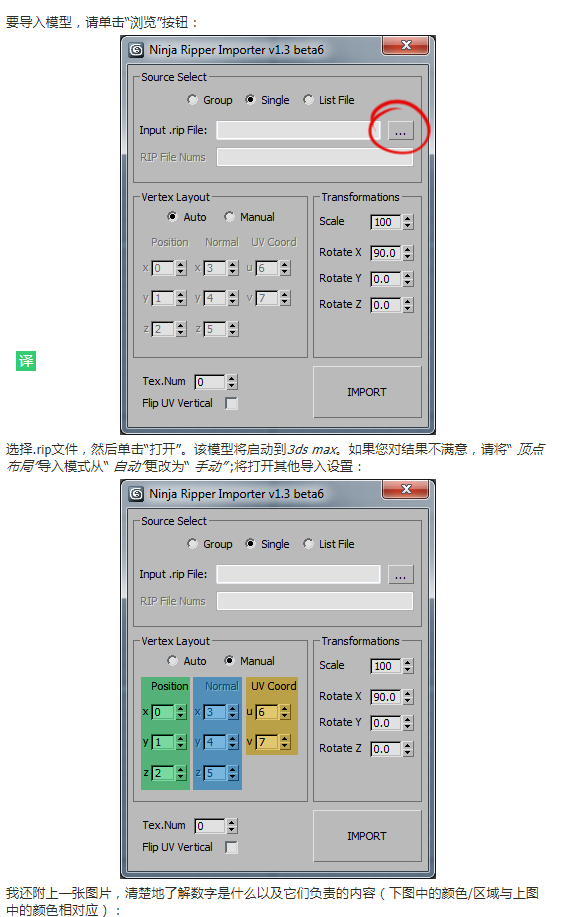 要导入模型，请单击“浏览”按钮：
Ninja Ripper Importer v1.3 beta6
Source Select
Group Single List File
Input .rip File: ...
RIP File Nums
Vertex Layout Transformations
Auto Manual Scale 100
Position Normal UV Coord
x 0 x 3 u 6 Rotate X 90.0
y 1 y 4 v 7 Rotate Y 0.0
z 2 z 5 Rotate Z 0.0
译
Tex.Num 0
Flip UV Vertical
IMPORT
选择.rip文件，然后单击“打开”。该模型将启动到3ds max。如果您对结果不满意，请将“ 顶点
布局”导入模式从“ 自动”更改为“ 手动”;将打开其他导入设置：
Ninja Ripper Importer v1.3 beta6
Source Select
Group Single List File
Input .rip File: ...
RIP File Nums
Vertex Layout Transformations
Auto Manual Scale 100
Position Normal UV Coord
x 0 x 3 u 6 Rotate X 90.0
y 1 y 4 v 7 Rotate Y 0.0
z 2 z 5 Rotate Z 0.0
Tex.Num 0
Flip UV Vertical
IMPORT
我还附上一张图片，清楚地了解数字是什么以及它们负责的内容（下图中的颜色/区域与上图
中的颜色相对应）：